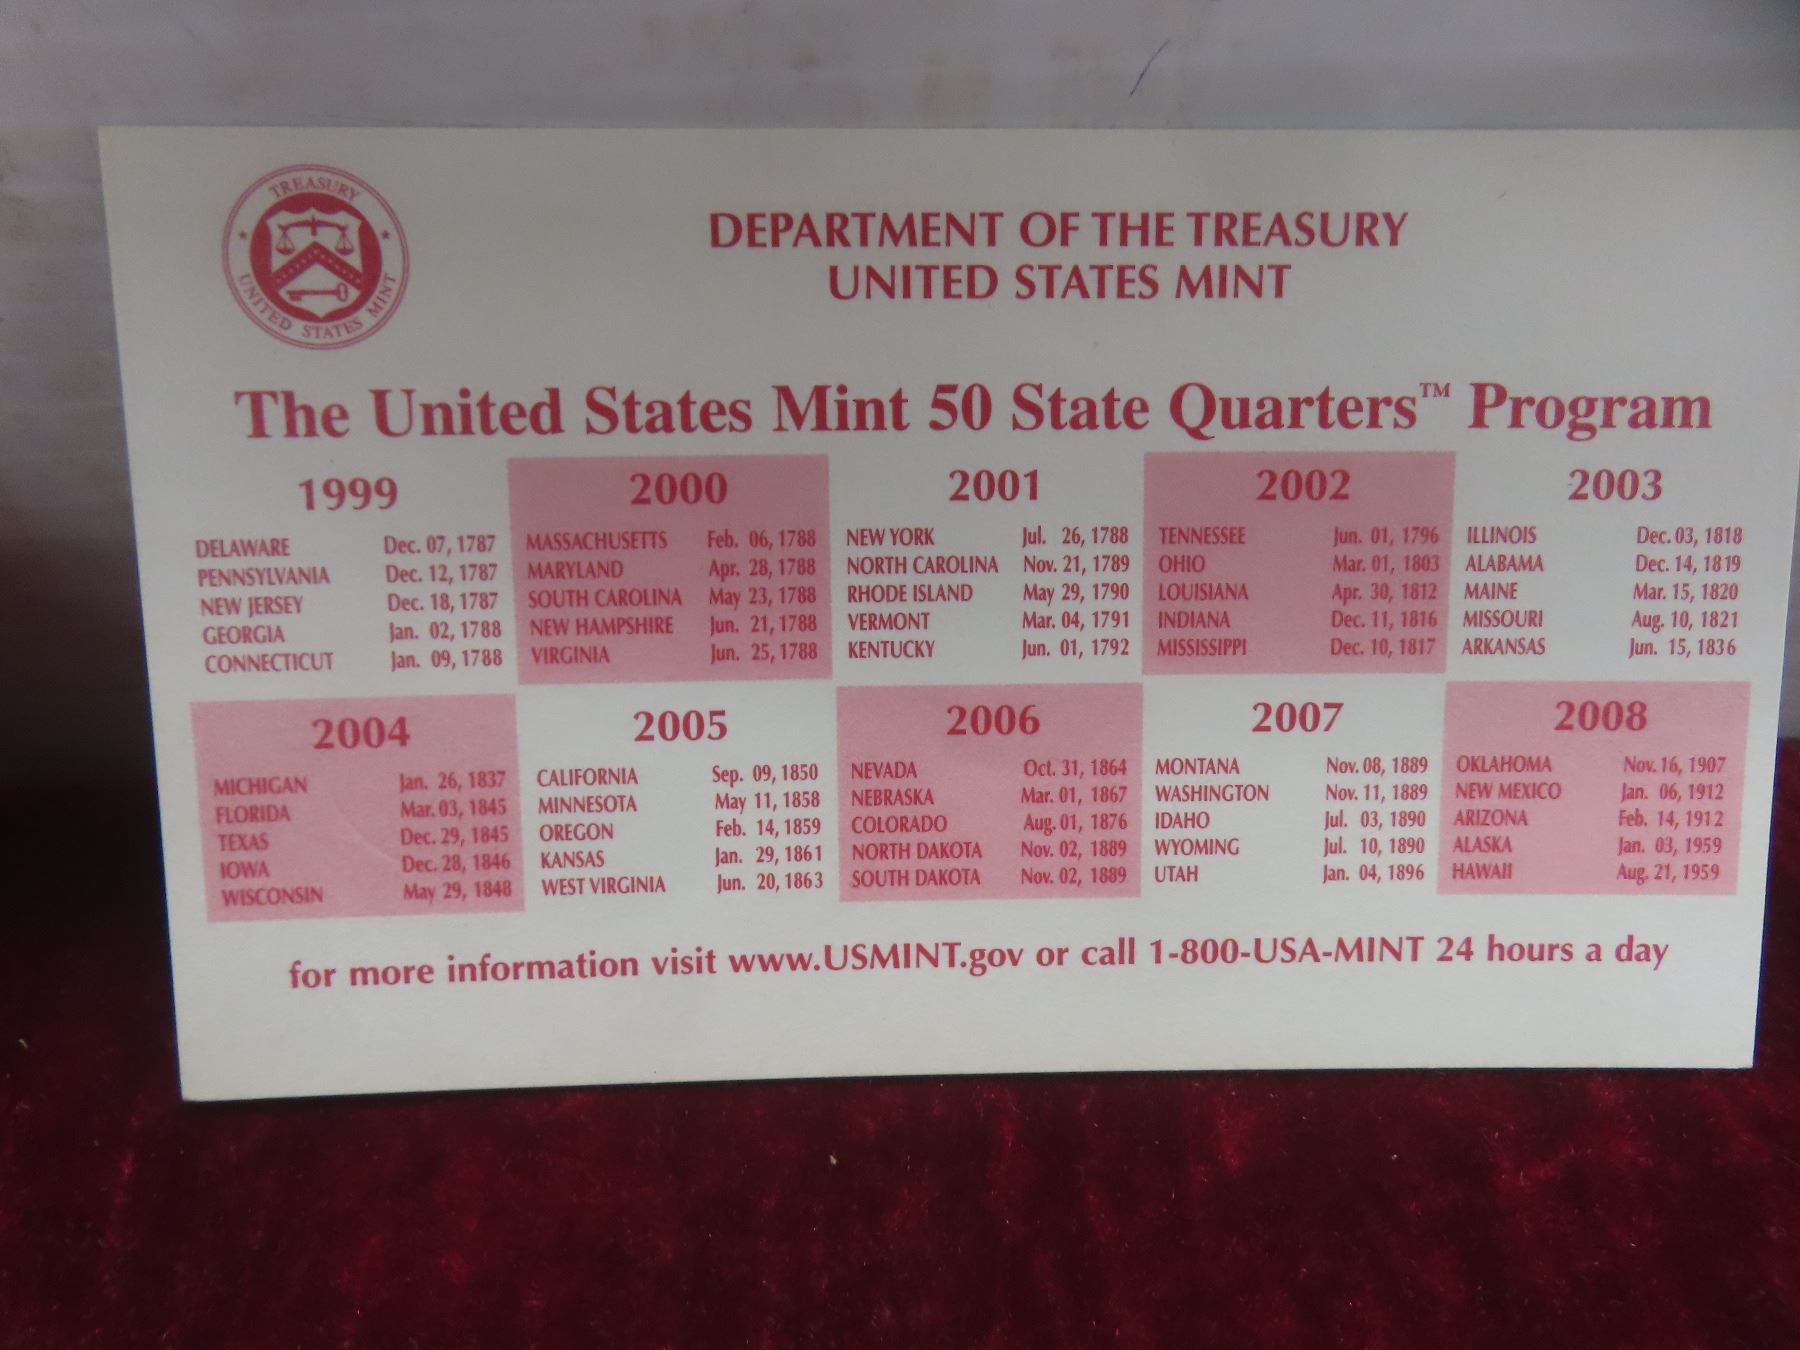 TREASURY
UNITED STATES MINT
DEPARTMENT OF THE TREASURY
UNITED STATES MINT
The United States Mint 50 State Quarters™ Program
1999
DELAWARE Dec. 07, 1787
PENNSYLVANIA Dec. 12, 1787
NEW JERSEY Dec. 18, 1787
GEORGIA Jan. 02, 1788
CONNECTICUT Jan. 09, 1788
2000
MASSACHUSETTS Feb. 06, 1788
MARYLAND Apr. 28, 1788
SOUTH CAROLINA May 23, 1788
NEW HAMPSHIRE Jun. 21, 1788
VIRGINIA Jun. 25, 1788
2001
NEW YORK Jul. 26, 1788
NORTH CAROLINA Nov. 21, 1789
RHODE ISLAND May 29, 1790
VERMONT Mar. 04, 1791
KENTUCKY Jun. 01, 1792
2002
TENNESSEE Jun. 01, 1796
OHIO Mar. 01, 1803
LOUISIANA Apr. 30, 1812
INDIANA Dec. 11, 1816
MISSISSIPPI Dec. 10, 1817
2003
ILLINOIS Dec. 03, 1818
ALABAMA Dec. 14, 1819
MAINE Mar. 15, 1820
MISSOURI Aug. 10, 1821
ARKANSAS Jun. 15, 1836
2004
MICHIGAN Jan. 26, 1837
FLORIDA Mar. 03, 1845
TEXAS Dec. 29, 1845
IOWA Dec. 28, 1846
WISCONSIN May 29, 1848
2005
CALIFORNIA Sep. 09, 1850
MINNESOTA May 11, 1858
OREGON Feb. 14, 1859
KANSAS Jan. 29, 1861
WEST VIRGINIA Jun. 20, 1863
2006
NEVADA Oct. 31, 1864
NEBRASKA Mar. 01, 1867
COLORADO Aug. 01, 1876
NORTH DAKOTA Nov. 02, 1889
SOUTH DAKOTA Nov. 02, 1889
2007
MONTANA Nov. 08, 1889
WASHINGTON Nov. 11, 1889
IDAHO Jul. 03, 1890
WYOMING Jul. 10, 1890
UTAH Jan. 04, 1896
2008
OKLAHOMA Nov. 16, 1907
NEW MEXICO Jan. 06, 1912
ARIZONA Feb. 14, 1912
ALASKA Jan. 03, 1959
HAWAII Aug. 21, 1959
for more information visit www.USMINT.gov or call 1-800-USA-MINT 24 hours a day